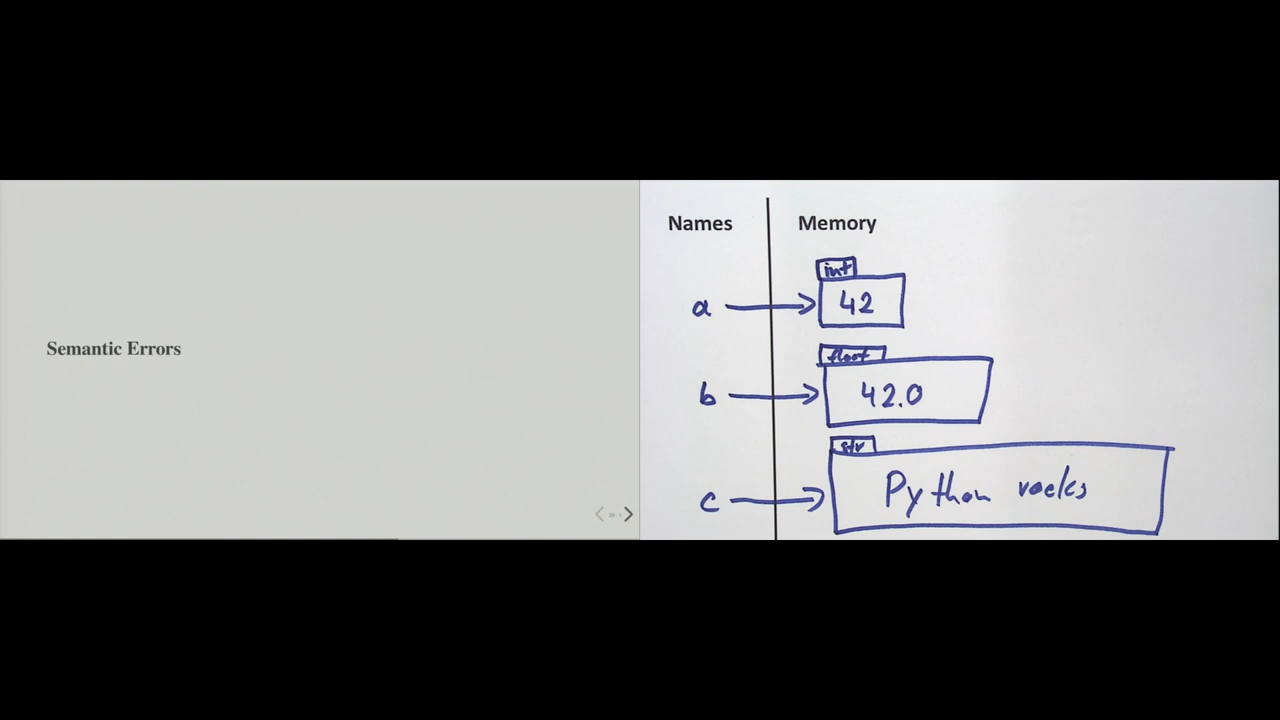 Semantic Errors
Names Memory
int
a 42
float
b 42.0
str
c Python rocks